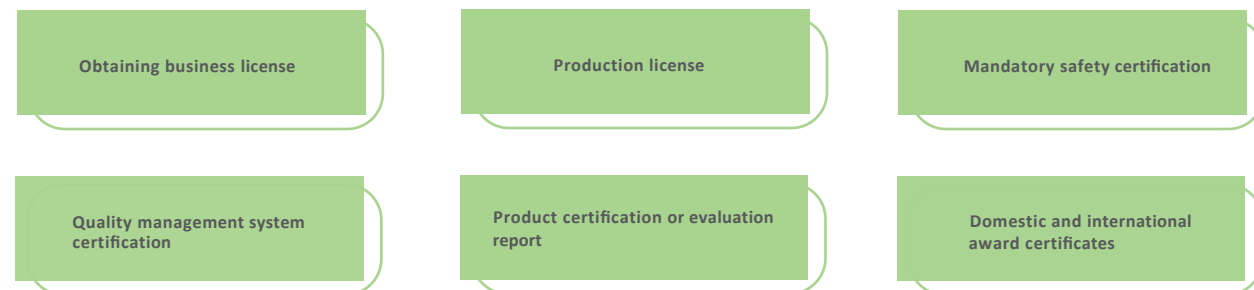 Obtaining business license
Production license
Mandatory safety certification
Quality management system
certification
Product certification or evaluation
report
Domestic and international
award certificates